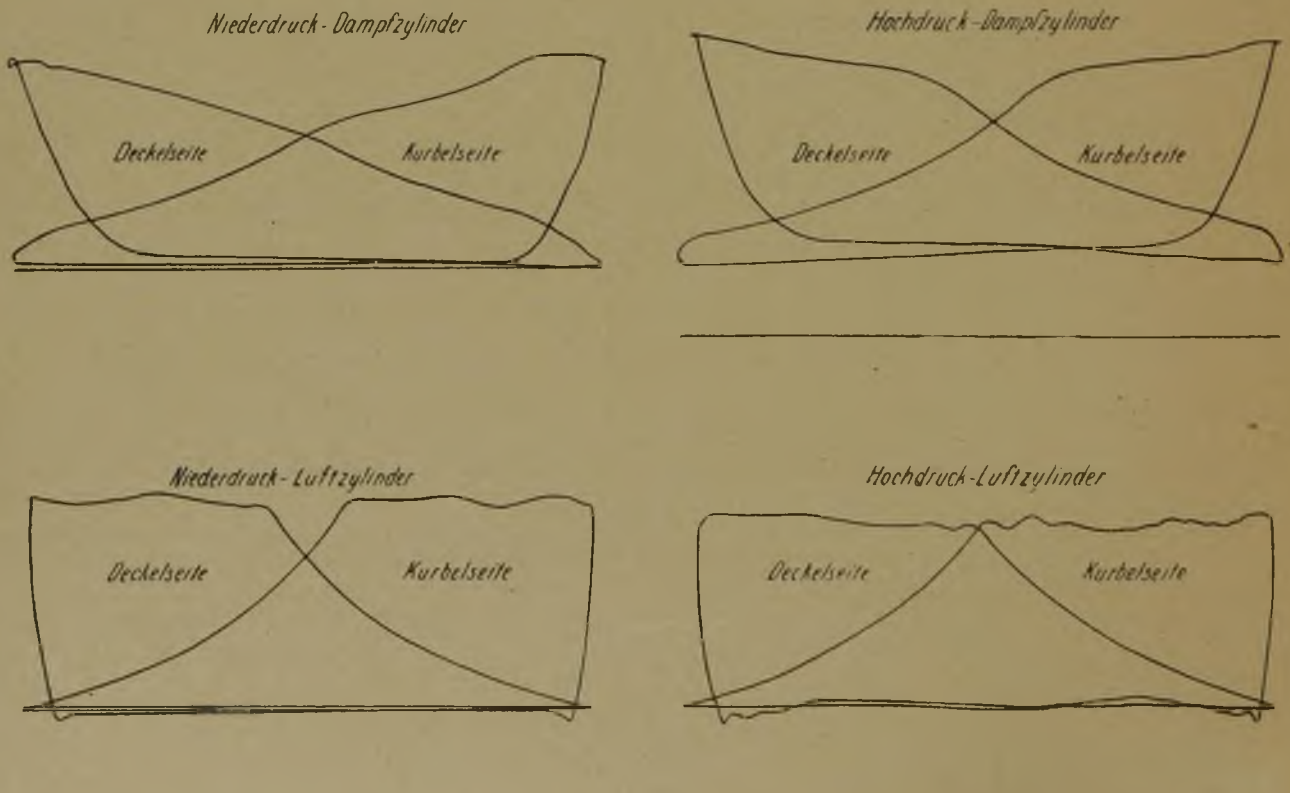 Niederdruck-Dampfzylinder
Hochdruck-Dampfzylinder
Deckelseite
Kurbelseite
Deckelseite
Kurbelseite
Niederdruck-Luftzylinder
Hochdruck-Luftzylinder
Deckelseite
Kurbelseite
Deckelseite
Kurbelseite